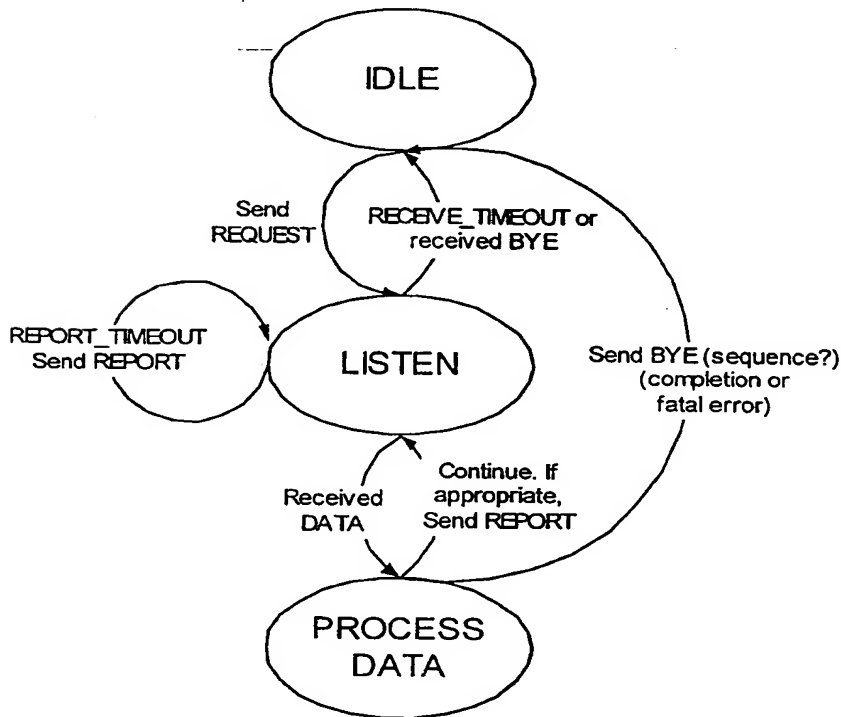 IDLE
Send
REQUEST
RECEIVE_TIMEOUT or
received BYE
REPORT_TIMEOUT
Send REPORT
LISTEN
Send BYE (sequence?)
(completion or
fatal error)
Received
DATA
Continue. If
appropriate,
Send REPORT
PROCESS
DATA